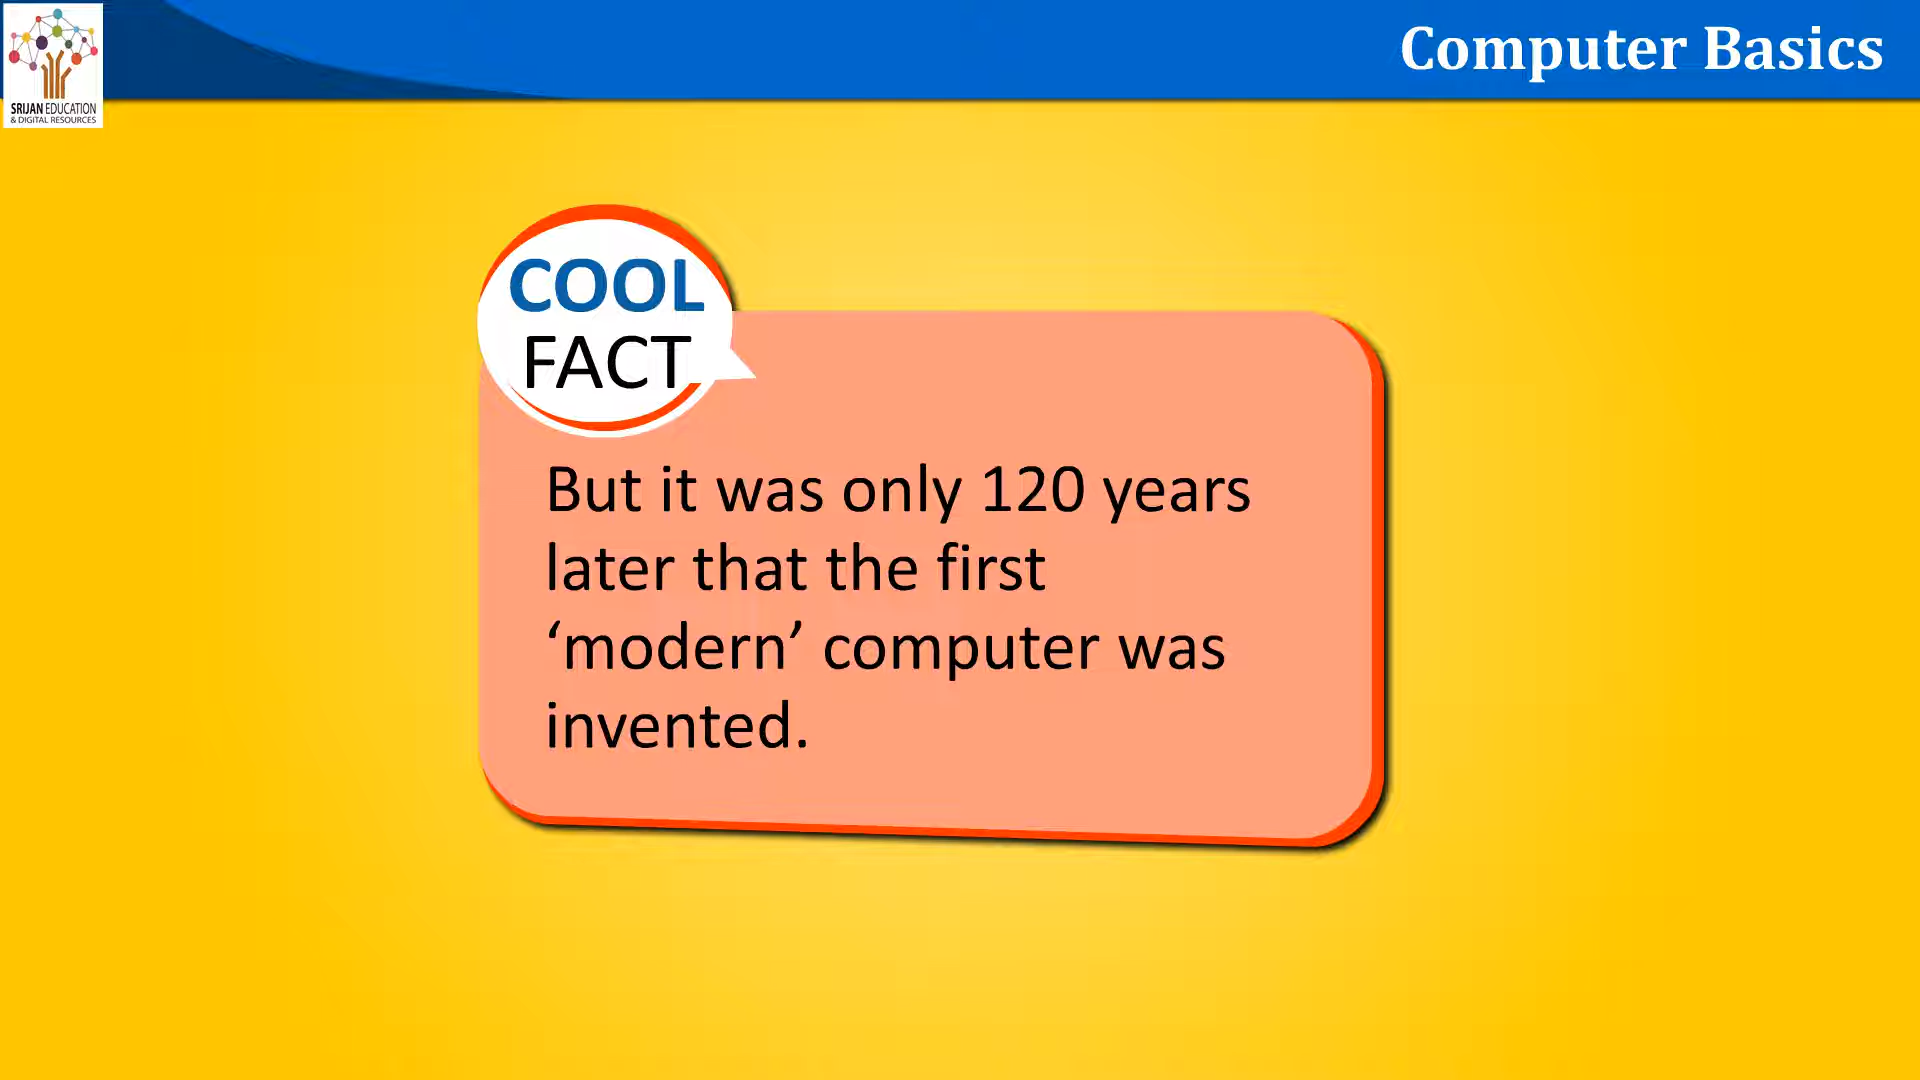 Computer Basics
SRIJAN EDUCATION
& DIGITAL RESOURCES
COOL
FACT
But it was only 120 years
later that the first
‘modern’ computer was
invented.